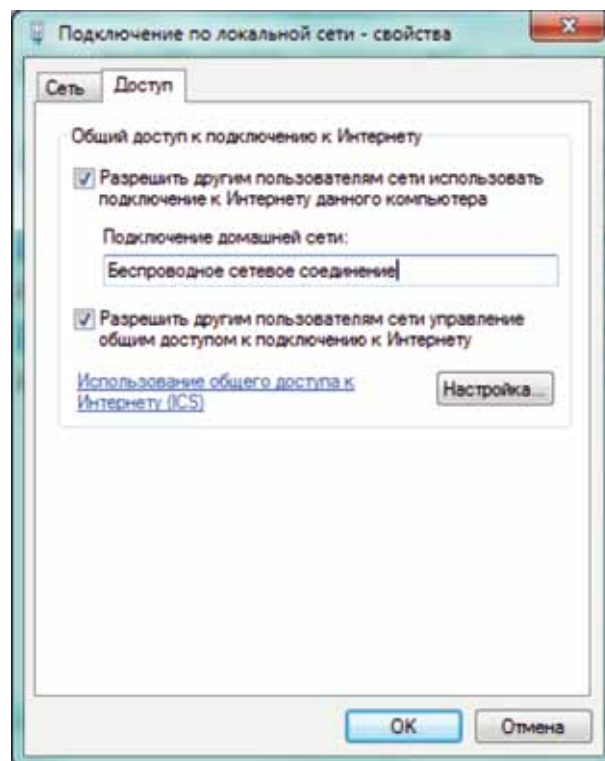 Подключение по локальной сети - свойства
Сеть
Доступ
Общий доступ к подключению к Интернету
Разрешить другим пользователям сети использовать
подключение к Интернету данного компьютера
Подключение домашней сети:
Беспроводное сетевое соединение
Разрешить другим пользователям сети управление
общим доступом к подключению к Интернету
Использование общего доступа к
Интернету (ICS)
Настройка...
OK
Отмена